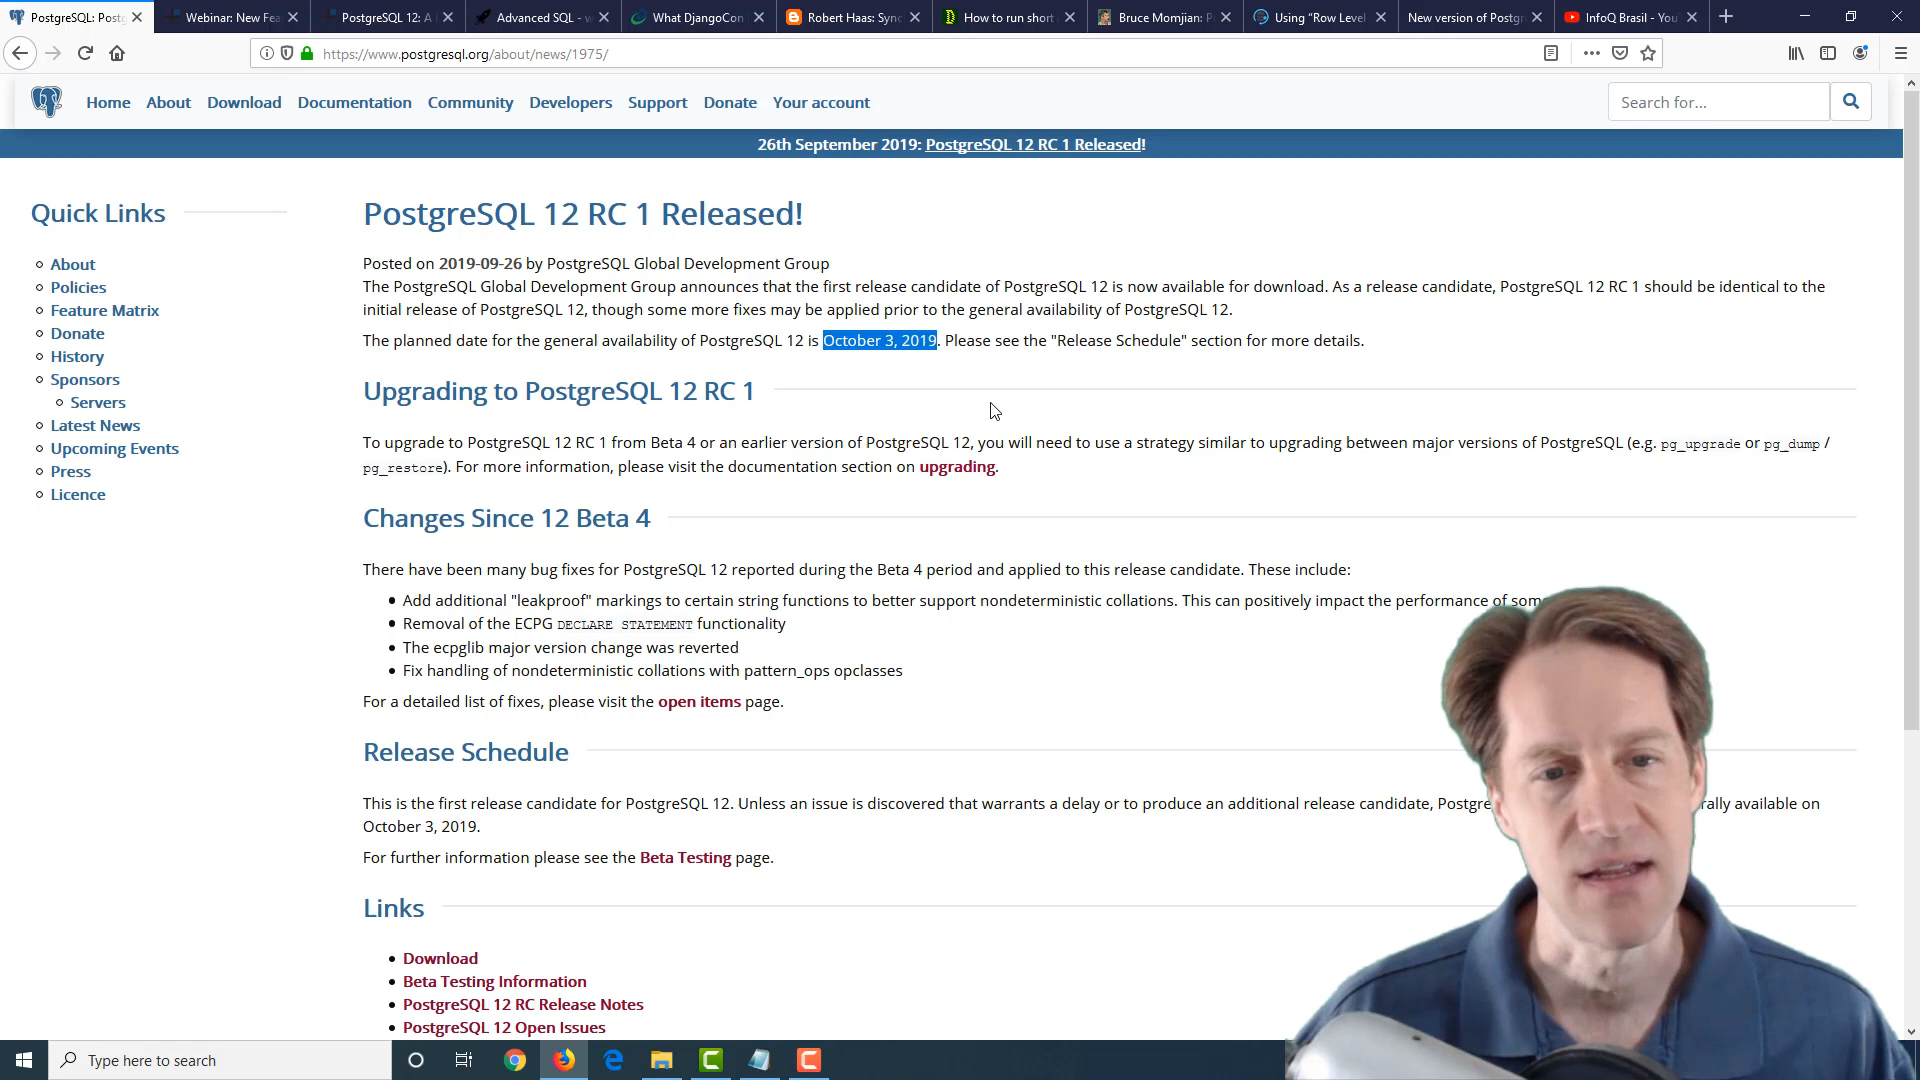 PostgreSQL: Postg
Webinar: New Fea
PostgreSQL 12: A
Advanced SQL - w
What DjangoCon
Robert Haas: Sync
How to run short
Bruce Momjian: P
Using "Row Level
New version of Postgr
InfoQ Brasil - You
https://www.postgresql.org/about/news/1975/
Home About Download Documentation Community Developers Support Donate Your account
Search for...
26th September 2019: PostgreSQL 12 RC 1 Released!
Quick Links
About
Policies
Feature Matrix
Donate
History
Sponsors
Servers
Latest News
Upcoming Events
Press
Licence
PostgreSQL 12 RC 1 Released!
Posted on 2019-09-26 by PostgreSQL Global Development Group
The PostgreSQL Global Development Group announces that the first release candidate of PostgreSQL 12 is now available for download. As a release candidate, PostgreSQL 12 RC 1 should be identical to the
initial release of PostgreSQL 12, though some more fixes may be applied prior to the general availability of PostgreSQL 12.
The planned date for the general availability of PostgreSQL 12 is October 3, 2019. Please see the "Release Schedule" section for more details.
Upgrading to PostgreSQL 12 RC 1
To upgrade to PostgreSQL 12 RC 1 from Beta 4 or an earlier version of PostgreSQL 12, you will need to use a strategy similar to upgrading between major versions of PostgreSQL (e.g. pg_upgrade or pg_dump /
pg_restore). For more information, please visit the documentation section on upgrading.
Changes Since 12 Beta 4
There have been many bug fixes for PostgreSQL 12 reported during the Beta 4 period and applied to this release candidate. These include:
Add additional "leakproof" markings to certain string functions to better support nondeterministic collations. This can positively impact the performance of som
Removal of the ECPG DECLARE STATEMENT functionality
The ecpglib major version change was reverted
Fix handling of nondeterministic collations with pattern_ops opclasses
For a detailed list of fixes, please visit the open items page.
Release Schedule
This is the first release candidate for PostgreSQL 12. Unless an issue is discovered that warrants a delay or to produce an additional release candidate, Postgre rally available on
October 3, 2019.
For further information please see the Beta Testing page.
Links
Download
Beta Testing Information
PostgreSQL 12 RC Release Notes
PostgreSQL 12 Open Issues
Type here to search